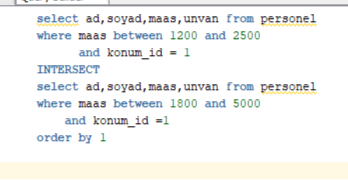 select ad,soyad,maas,unvan from personel
where maas between 1200 and 2500
and konum_id = 1
INTERSECT
select ad,soyad,maas,unvan from personel
where maas between 1800 and 5000
and konum_id =1
order by 1